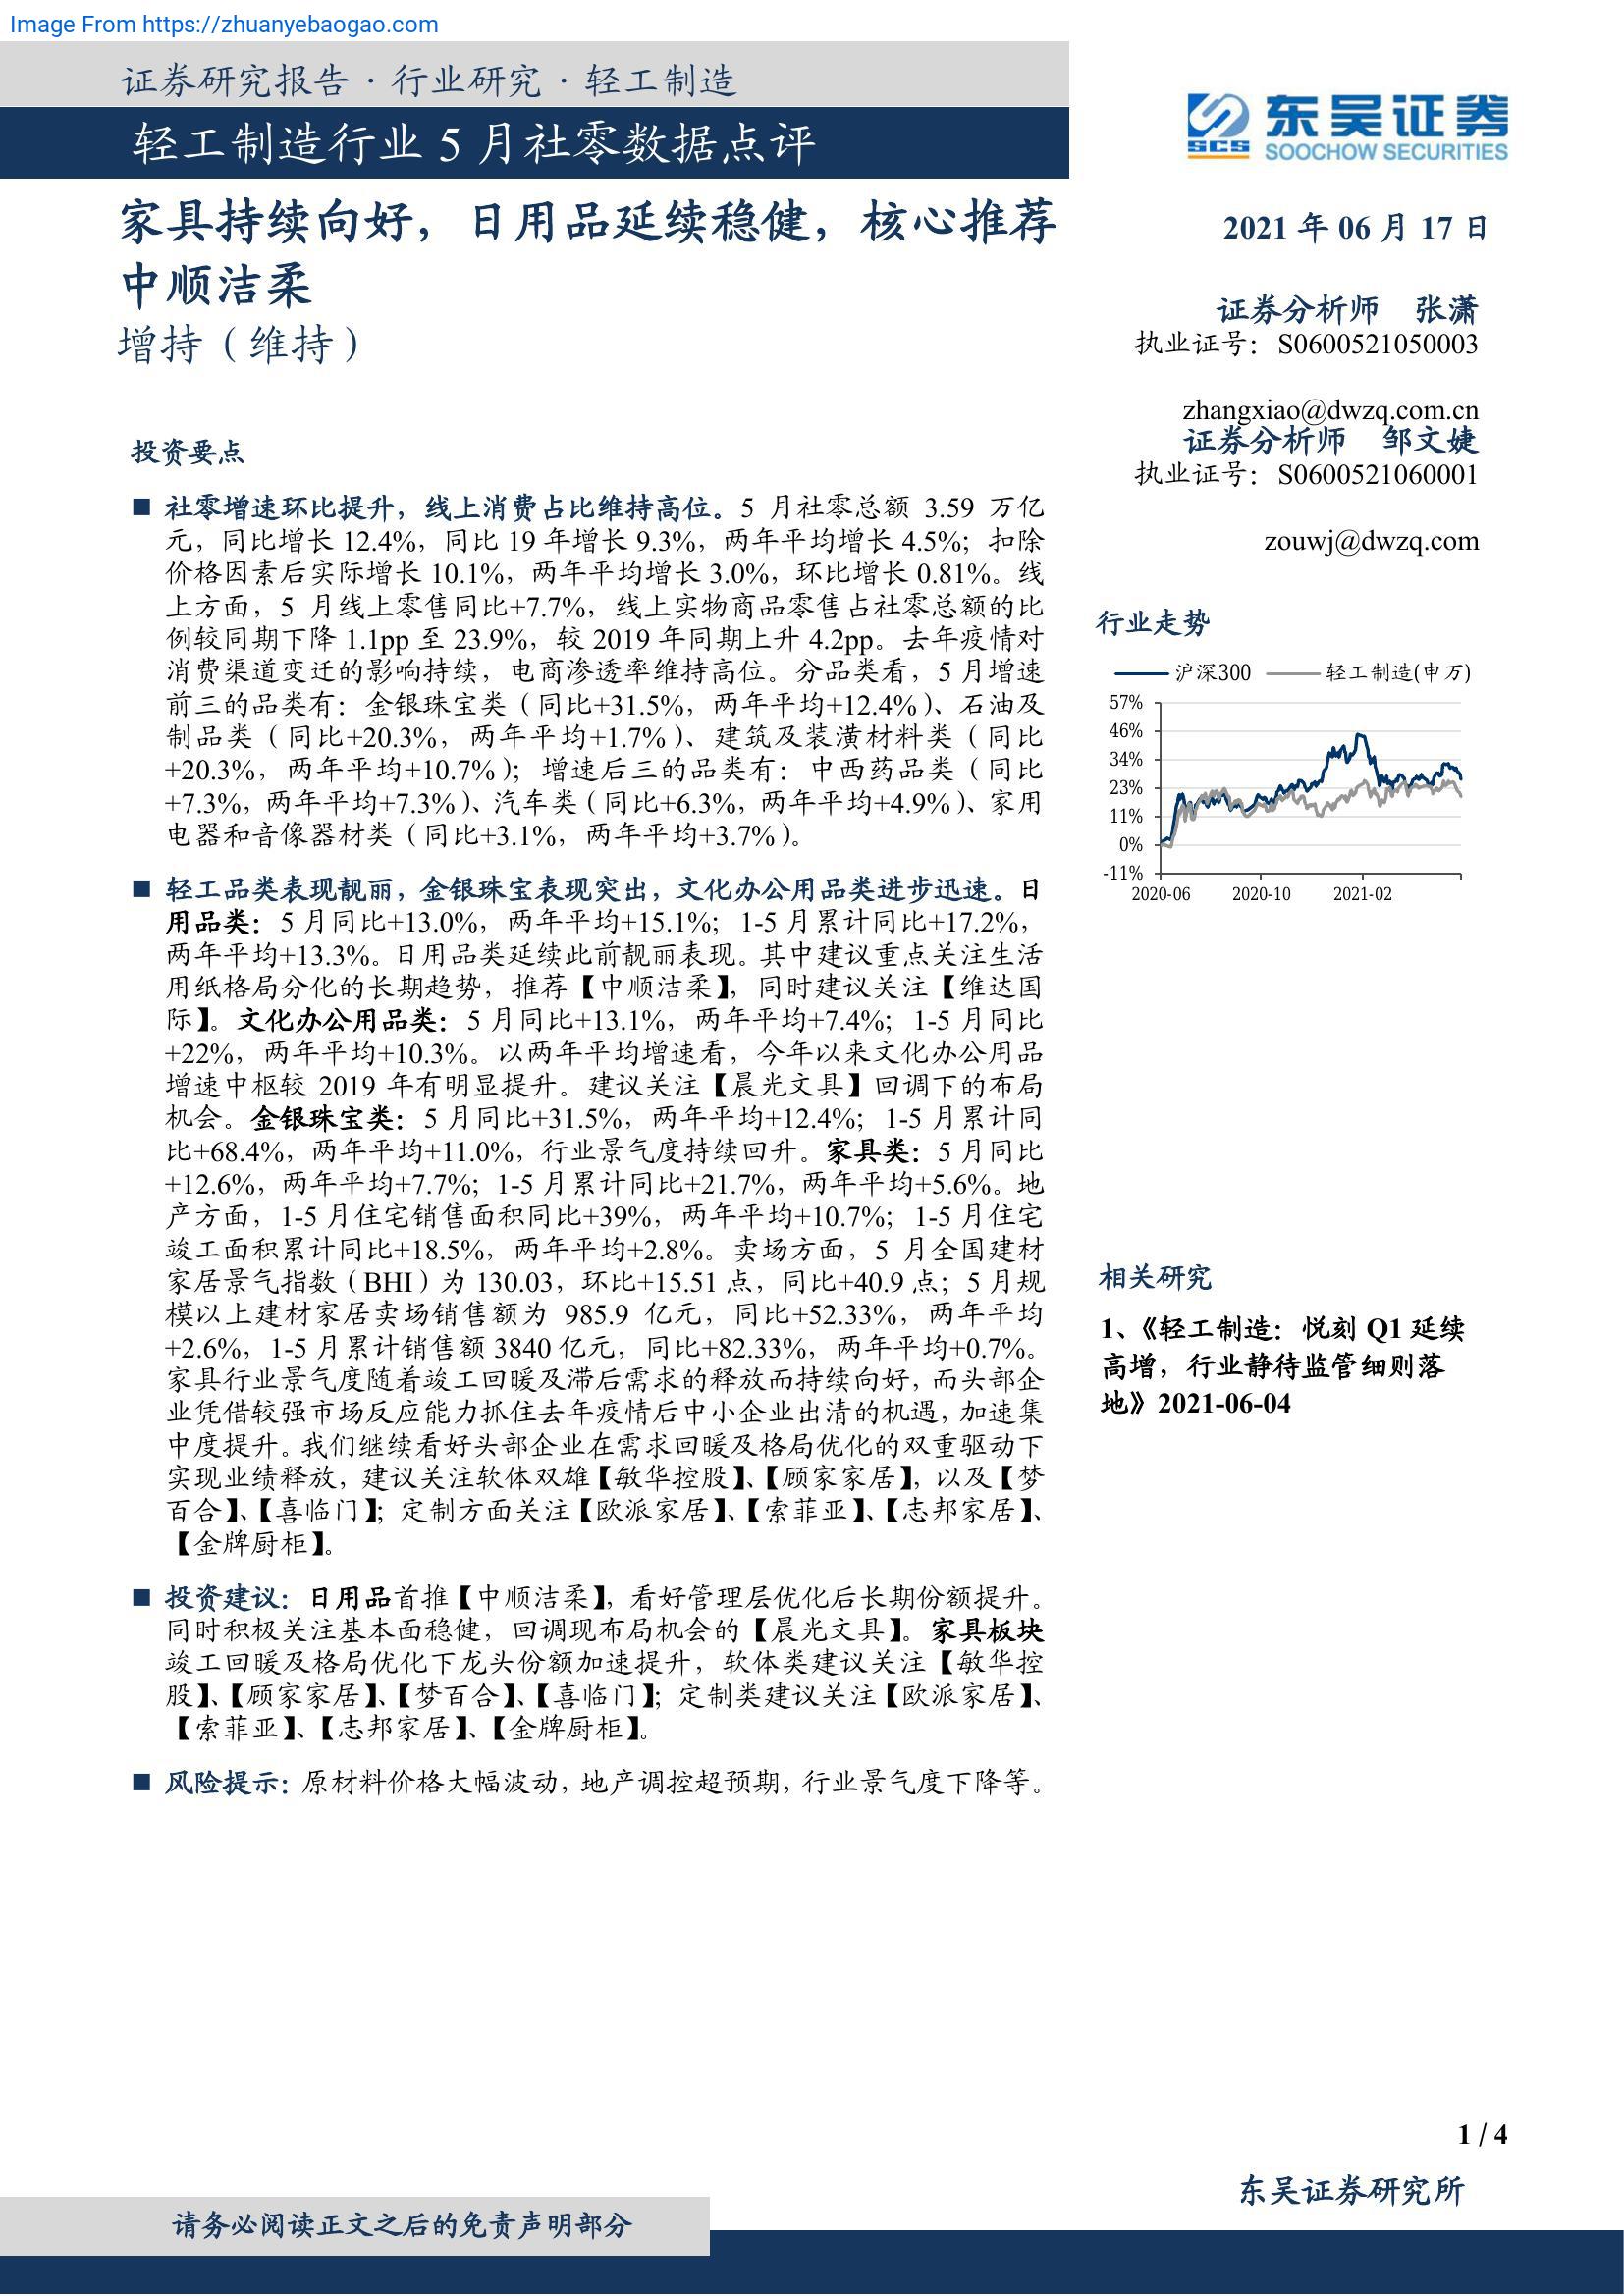 Image From https://zhuanyebaogao.com
证券研究报告·行业研究·轻工制造
轻工制造行业 5 月社零数据点评
东吴证券
SCS
SOOCHOW SECURITIES
家具持续向好，日用品延续稳健，核心推荐
中顺洁柔
增持（维持）
2021 年 06 月 17 日
证券分析师 张潇
执业证号：S0600521050003
zhangxiao@dwzq.com.cn
证券分析师 邹文婕
执业证号：S0600521060001
zouwj@dwzq.com
投资要点
■ 社零增速环比提升，线上消费占比维持高位。5 月社零总额 3.59 万亿
元，同比增长 12.4%，同比 19 年增长 9.3%，两年平均增长 4.5%；扣除
价格因素后实际增长 10.1%，两年平均增长 3.0%，环比增长 0.81%。线
上方面，5 月线上零售同比+7.7%，线上实物商品零售占社零总额的比
例较同期下降 1.1pp 至 23.9%，较 2019 年同期上升 4.2pp。去年疫情对
消费渠道变迁的影响持续，电商渗透率维持高位。分品类看，5 月增速
前三的品类有：金银珠宝类（同比+31.5%，两年平均+12.4%）、石油及
制品类（同比+20.3%，两年平均+1.7%）、建筑及装潢材料类（同比
+20.3%，两年平均+10.7%）；增速后三的品类有：中西药品类（同比
+7.3%，两年平均+7.3%）、汽车类（同比+6.3%，两年平均+4.9%）、家用
电器和音像器材类（同比+3.1%，两年平均+3.7%）。
■ 轻工品类表现靓丽，金银珠宝表现突出，文化办公用品类进步迅速。日
用品类：5 月同比+13.0%，两年平均+15.1%；1-5 月累计同比+17.2%，
两年平均+13.3%。日用品类延续此前靓丽表现。其中建议重点关注生活
用纸格局分化的长期趋势，推荐【中顺洁柔】，同时建议关注【维达国
际】。文化办公用品类：5 月同比+13.1%，两年平均+7.4%；1-5 月同比
+22%，两年平均+10.3%。以两年平均增速看，今年以来文化办公用品
增速中枢较 2019 年有明显提升。建议关注【晨光文具】回调下的布局
机会。金银珠宝类：5 月同比+31.5%，两年平均+12.4%；1-5 月累计同
比+68.4%，两年平均+11.0%，行业景气度持续回升。家具类：5 月同比
+12.6%，两年平均+7.7%；1-5 月累计同比+21.7%，两年平均+5.6%。地
产方面，1-5 月住宅销售面积同比+39%，两年平均+10.7%；1-5 月住宅
竣工面积累计同比+18.5%，两年平均+2.8%。卖场方面，5 月全国建材
家居景气指数（BHI）为 130.03，环比+15.51 点，同比+40.9 点；5 月规
模以上建材家居卖场销售额为 985.9 亿元，同比+52.33%，两年平均
+2.6%，1-5 月累计销售额 3840 亿元，同比+82.33%，两年平均+0.7%。
家具行业景气度随着竣工回暖及滞后需求的释放而持续向好，而头部企
业凭借较强市场反应能力抓住去年疫情后中小企业出清的机遇，加速集
中度提升。我们继续看好头部企业在需求回暖及格局优化的双重驱动下
实现业绩释放，建议关注软体双雄【敏华控股】、【顾家家居】，以及【梦
百合】、【喜临门】；定制方面关注【欧派家居】、【索菲亚】、【志邦家居】、
【金牌厨柜】。
■ 投资建议：日用品首推【中顺洁柔】，看好管理层优化后长期份额提升。
同时积极关注基本面稳健，回调现布局机会的【晨光文具】。家具板块
竣工回暖及格局优化下龙头份额加速提升，软体类建议关注【敏华控
股】、【顾家家居】、【梦百合】、【喜临门】；定制类建议关注【欧派家居】、
【索菲亚】、【志邦家居】、【金牌厨柜】。
■ 风险提示：原材料价格大幅波动，地产调控超预期，行业景气度下降等。
行业走势
沪深300 轻工制造(申万)
57%
46%
34%
23%
11%
0%
-11%
2020-06 2020-10 2021-02
相关研究
1、《轻工制造：悦刻 Q1 延续
高增，行业静待监管细则落
地》2021-06-04
1 / 4
东吴证券研究所
请务必阅读正文之后的免责声明部分